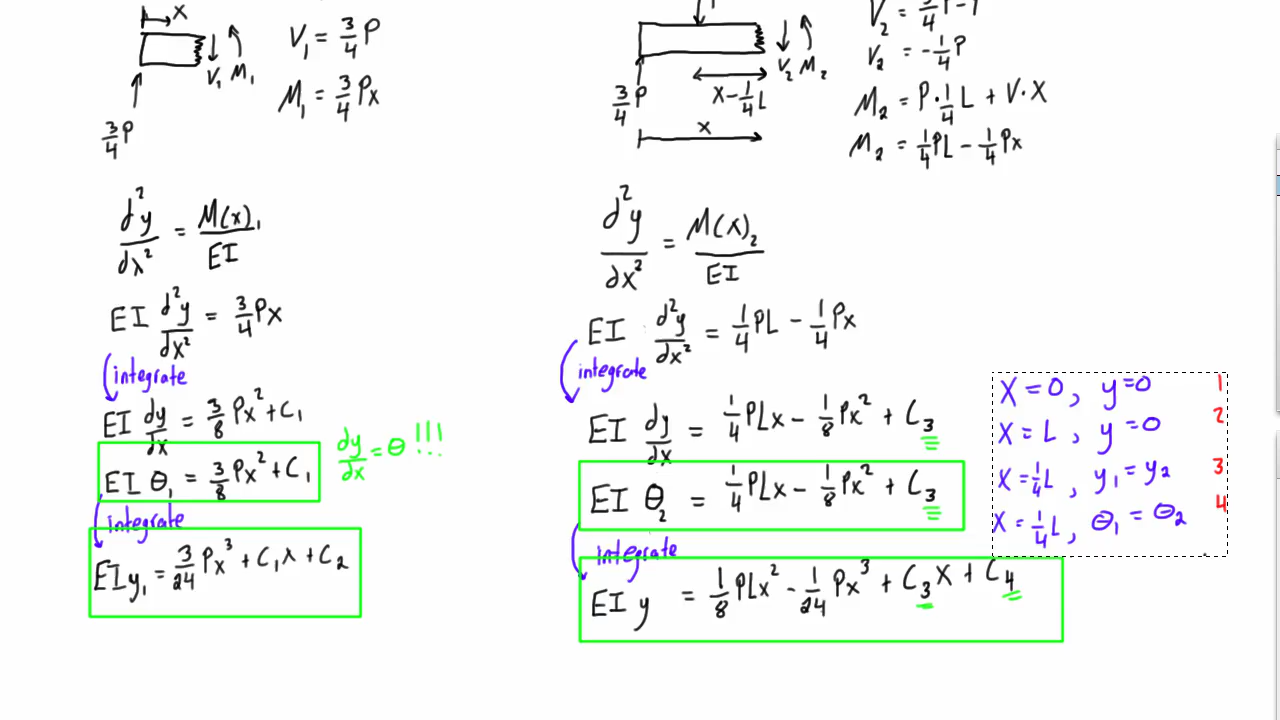 x
V₁ = 3/4 P
V₁ M₁
M₁ = 3/4 Px
3/4 P
d²y/dx² = M(x)₁/EI
EI d²y/dx² = 3/4 Px
integrate
EI dy/dx = 3/8 Px² + C₁
EI θ₁ = 3/8 Px² + C₁
dy/dx = θ !!!
integrate
EIy₁ = 3/24 Px³ + C₁x + C₂
V₂ = 3/4 P - P
V₂ = -1/4 P
V₂ M₂
x - 1/4 L
3/4 P
x
M₂ = P·1/4 L + V·X
M₂ = 1/4 PL - 1/4 Px
d²y/dx² = M(x)₂/EI
EI d²y/dx² = 1/4 PL - 1/4 Px
integrate
EI dy/dx = 1/4 PLx - 1/8 Px² + C₃
EI θ₂ = 1/4 PLx - 1/8 Px² + C₃
integrate
EI y = 1/8 PLx² - 1/24 Px³ + C₃x + C₄
X = 0, y = 0 1
X = L, y = 0 2
X = 1/4 L, y₁ = y₂ 3
X = 1/4 L, θ₁ = θ₂ 4